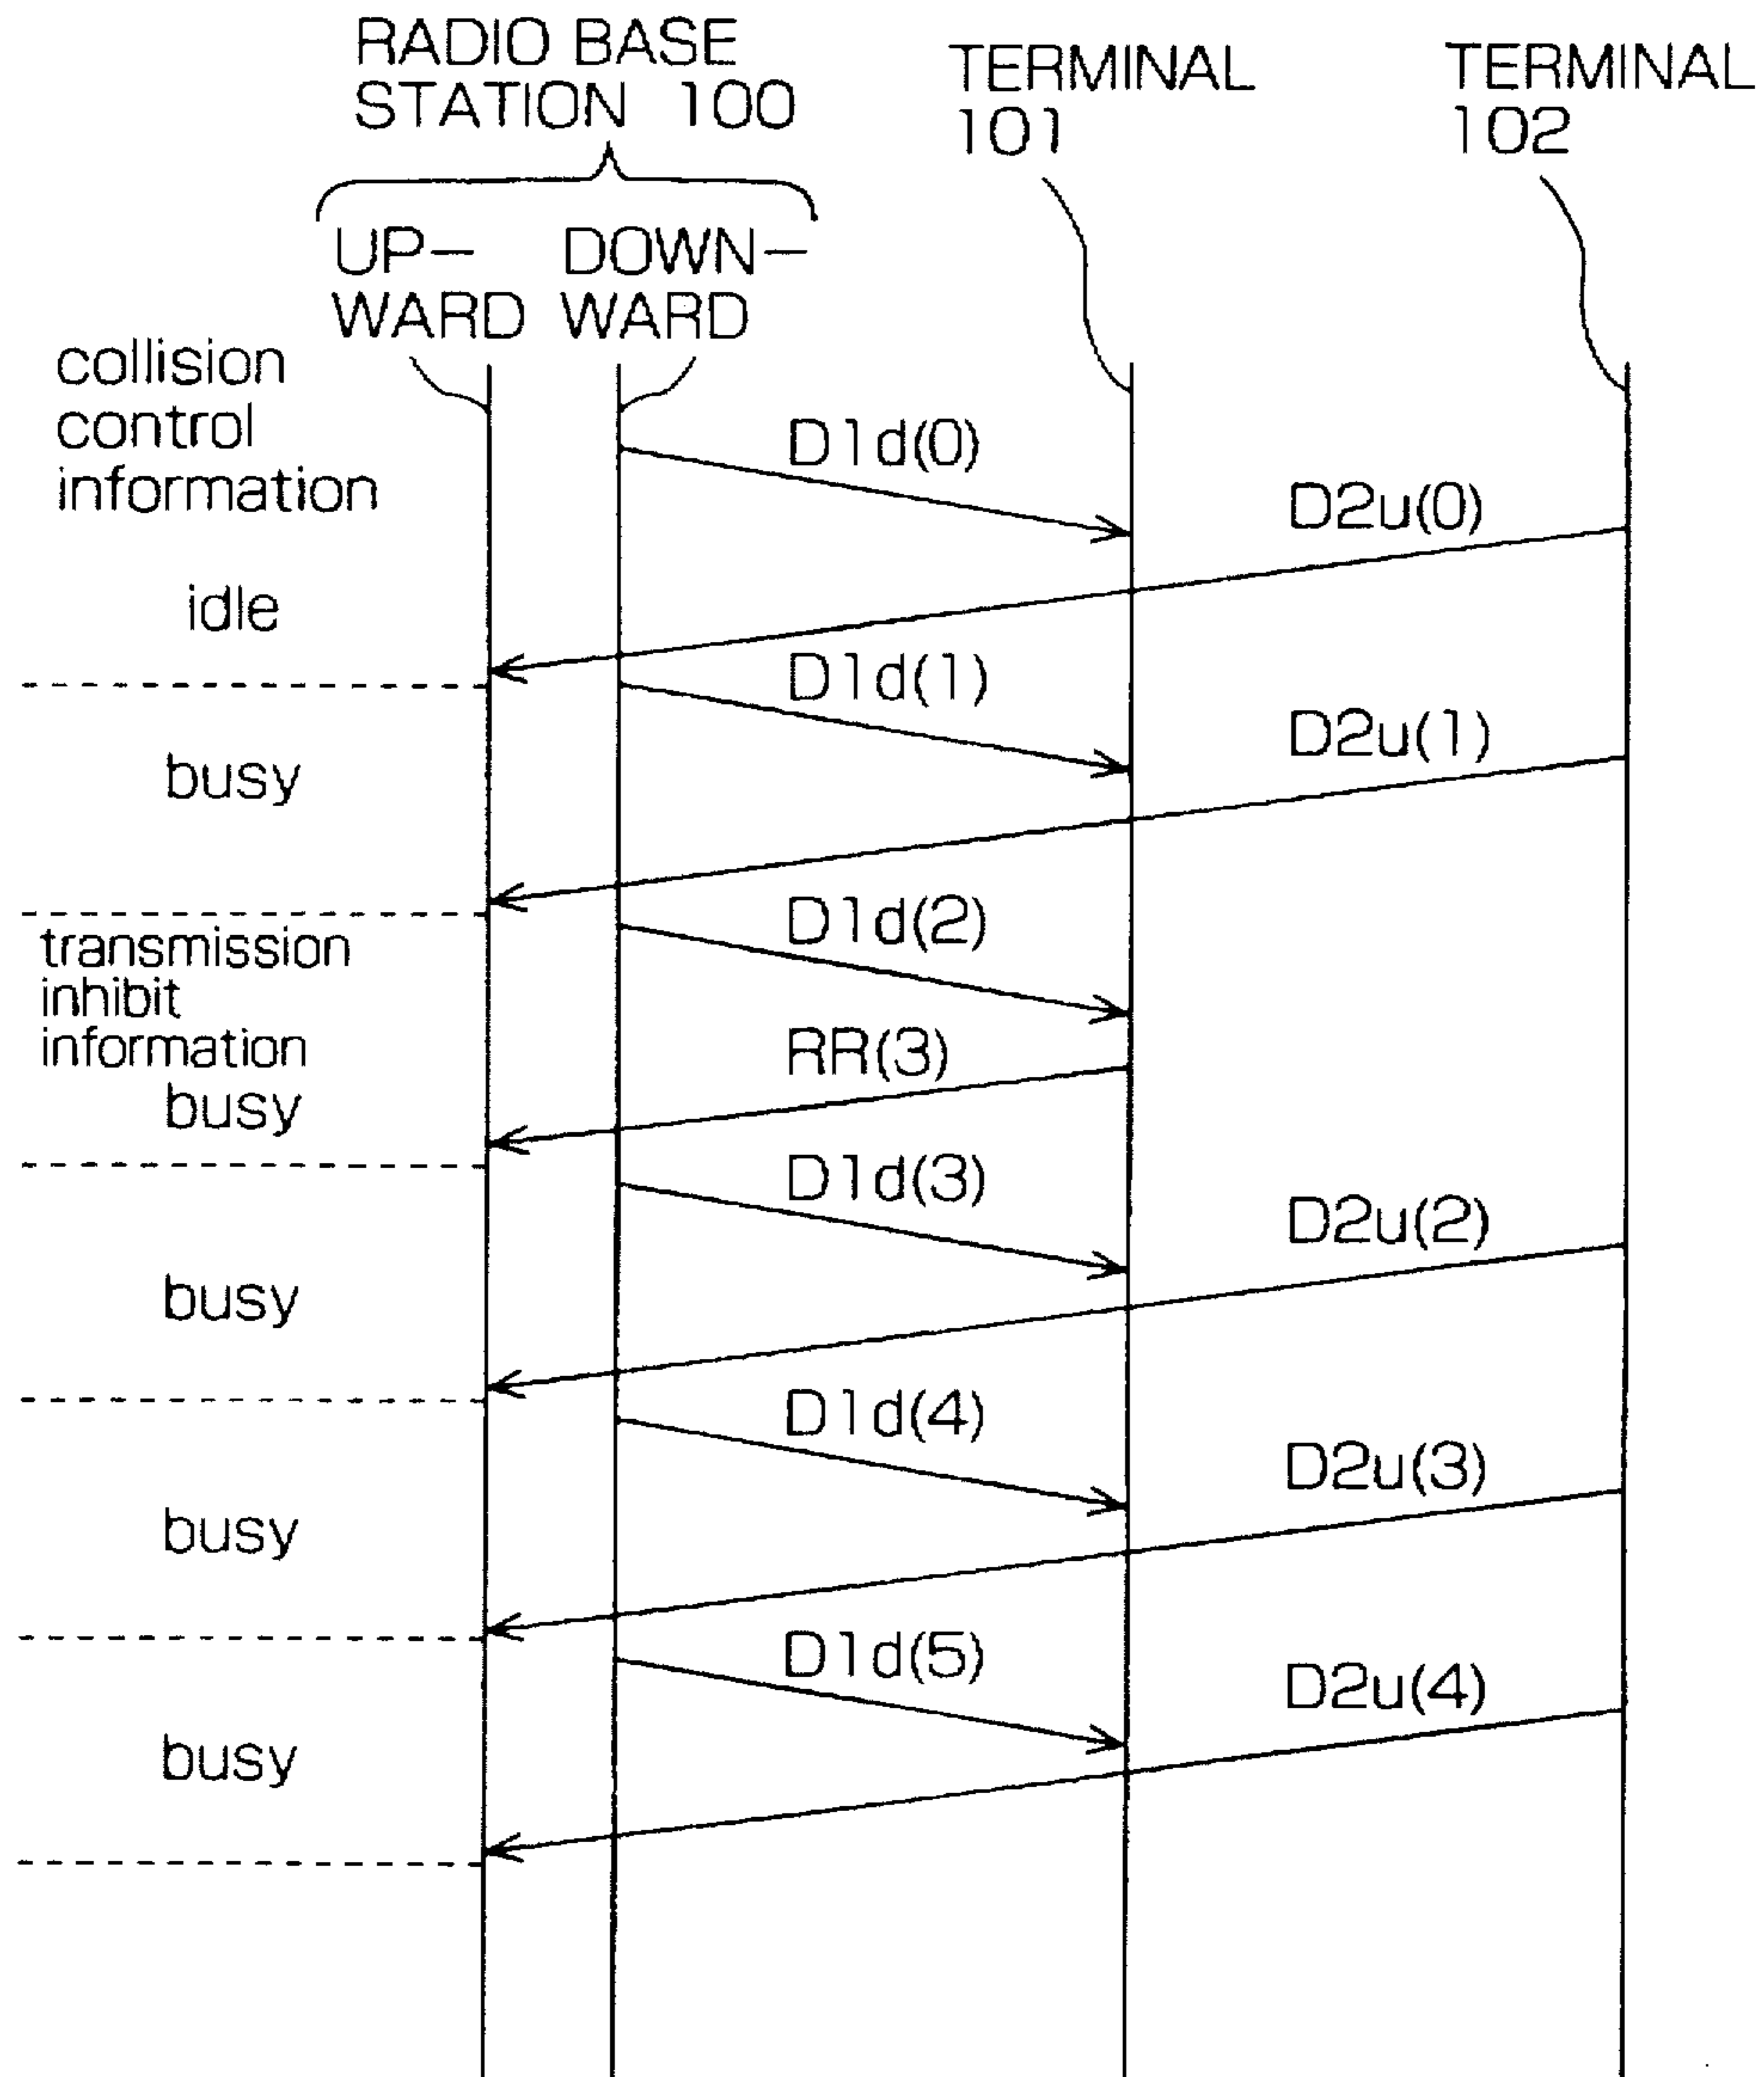 RADIO BASE
STATION 100
TERMINAL
101
TERMINAL
102
UP-
WARD
DOWN-
WARD
collision
control
information
D1d(0)
D2u(0)
idle
D1d(1)
D2u(1)
busy
D1d(2)
transmission
inhibit
information
RR(3)
busy
D1d(3)
D2u(2)
busy
D1d(4)
D2u(3)
busy
D1d(5)
D2u(4)
busy